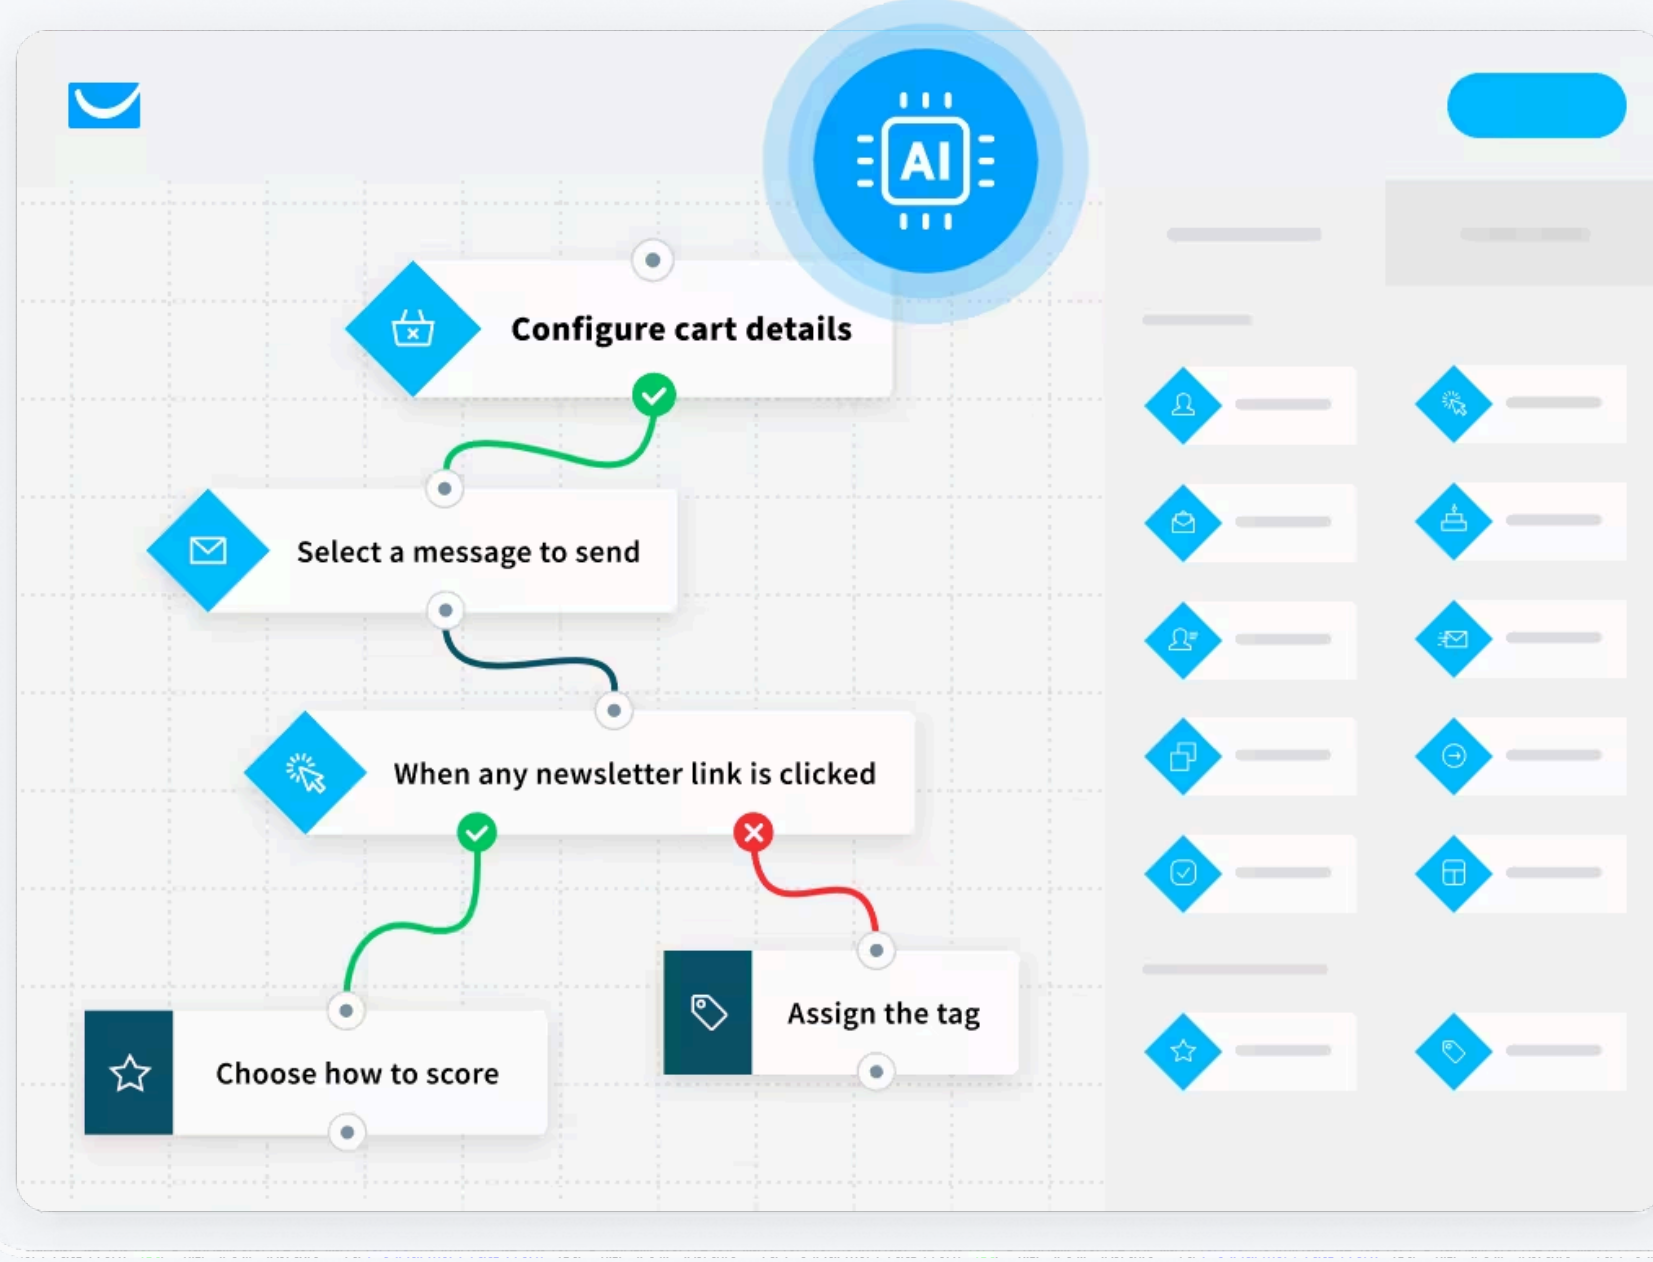 AI
Configure cart details
Select a message to send
When any newsletter link is clicked
Assign the tag
Choose how to score